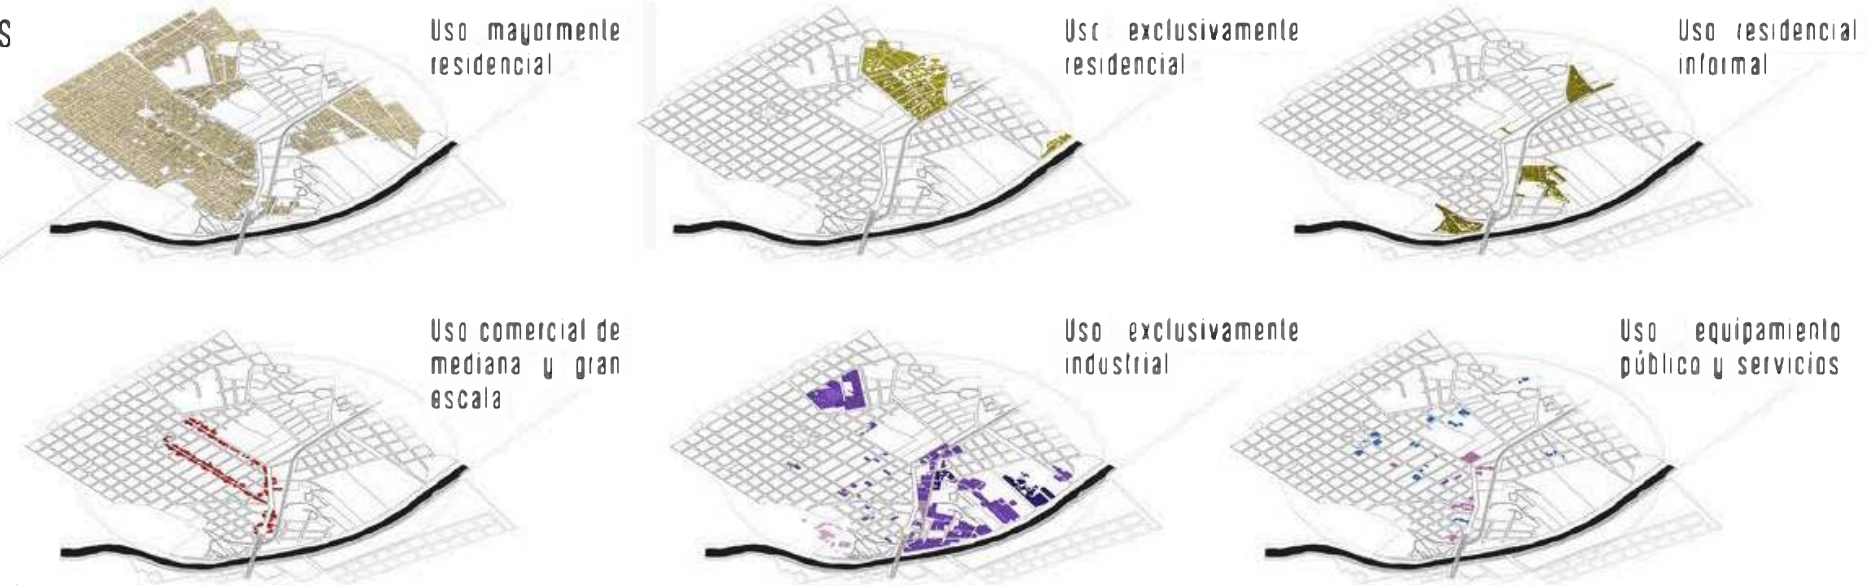 S
Uso mayormente
residencial
Uso exclusivamente
residencial
Uso residencial
informal
Uso comercial de
mediana y gran
escala
Uso exclusivamente
industrial
Uso equipamiento
público y servicios